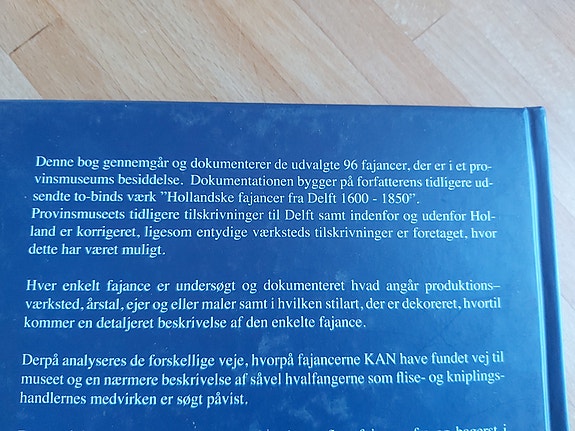 Denne bog gennemgår og dokumenterer de udvalgte 96 fajancer, der er i et pro-
vinsmuseums besiddelse. Dokumentationen bygger på forfatterens tidligere ud-
sendte to-binds værk "Hollandske fajancer fra Delft 1600 - 1850".
Provinsmuseets tidligere tilskrivninger til Delft samt indenfor og udenfor Hol-
land er korrigeret, ligesom entydige værksteds tilskrivninger er foretaget, hvor
dette har været muligt.
Hver enkelt fajance er undersøgt og dokumenteret hvad angår produktions-
værksted, årstal, ejer og eller maler samt i hvilken stilart, der er dekoreret, hvortil
kommer en detaljeret beskrivelse af den enkelte fajance.
Derpå analyseres de forskellige veje, hvorpå fajancerne KAN have fundet vej til
museet og en nærmere beskrivelse af såvel hvalfangerne som flise- og kniplings-
handlernes medvirken er søgt påvist.